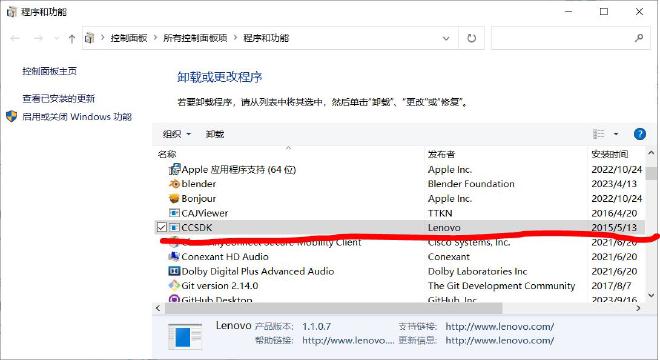 程序和功能
控制面板 › 所有控制面板项 › 程序和功能
控制面板主页
查看已安装的更新
启用或关闭 Windows 功能
卸载或更改程序
若要卸载程序，请从列表中将其选中，然后单击“卸载”、“更改”或“修复”。
组织 卸载
名称 发布者 安装时间
Apple 应用程序支持 (64 位) Apple Inc. 2022/10/24
blender Blender Foundation 2023/4/13
Bonjour Apple Inc. 2022/10/24
CAJViewer TTKN 2016/4/20
CCSDK Lenovo 2015/5/13
Secure Mobility Client Cisco Systems, Inc. 2021/6/20
Conexant HD Audio Conexant 2021/6/20
Dolby Digital Plus Advanced Audio Dolby Laboratories Inc 2021/6/20
Git version 2.14.0 The Git Development Community 2017/8/7
GitHub Desktop GitHub, Inc. 2023/9/16
Lenovo 产品版本: 1.1.0.7 支持链接: http://www.lenovo.com/
帮助链接: http://www.lenovo.... 更新信息: http://www.lenovo.com/